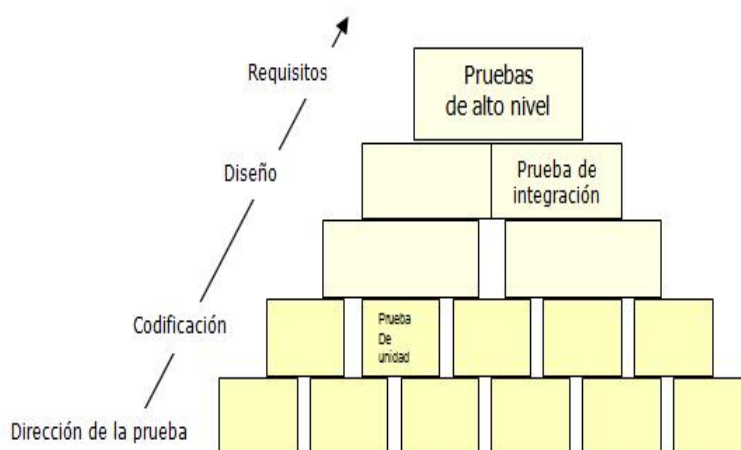 Requisitos
Pruebas
de alto nivel
Diseño
Prueba de
integración
Codificación
Prueba
De
unidad
Dirección de la prueba